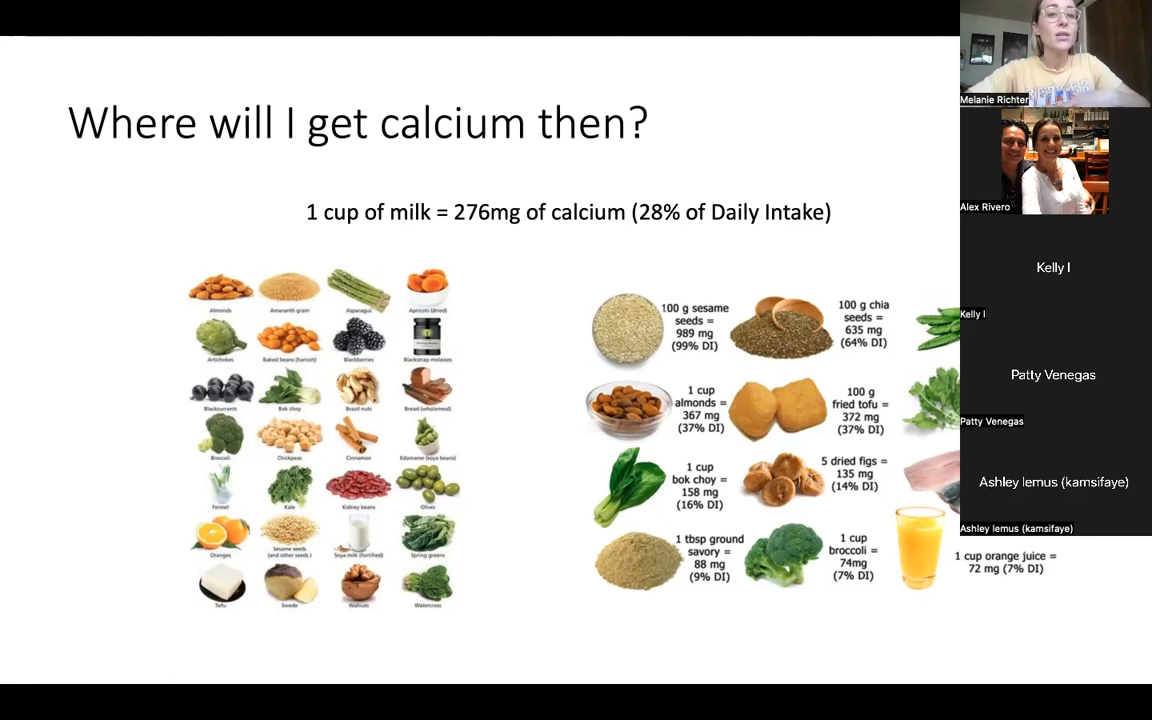 Where will I get calcium then?
1 cup of milk = 276mg of calcium (28% of Daily Intake)
Almonds
Amaranth grain
Asparagus
Apricots (dried)
Artichokes
Baked beans (haricot)
Blackberries
Blackstrap molasses
Blackcurrants
Bok choy
Brazil nuts
Bread (wholemeal)
Broccoli
Chickpeas
Cinnamon
Edamame (soya beans)
Fennel
Kale
Kidney beans
Olives
Oranges
Sesame seeds
(and other seeds)
Soya milk (fortified)
Spring greens
Tofu
Swede
Walnuts
Watercress
100 g sesame
seeds =
989 mg
(99% DI)
100 g chia
seeds =
635 mg
(64% DI)
1 cup
almonds =
367 mg
(37% DI)
100 g
fried tofu =
372 mg
(37% DI)
1 cup
bok choy =
158 mg
(16% DI)
5 dried figs =
135 mg
(14% DI)
1 tbsp ground
savory =
88 mg
(9% DI)
1 cup
broccoli =
74mg
(7% DI)
1 cup orange juice =
72 mg (7% DI)
Melanie Richter
Alex Rivero
Kelly I
Kelly I
Patty Venegas
Patty Venegas
Ashley lemus (kamsifaye)
Ashley lemus (kamsifaye)